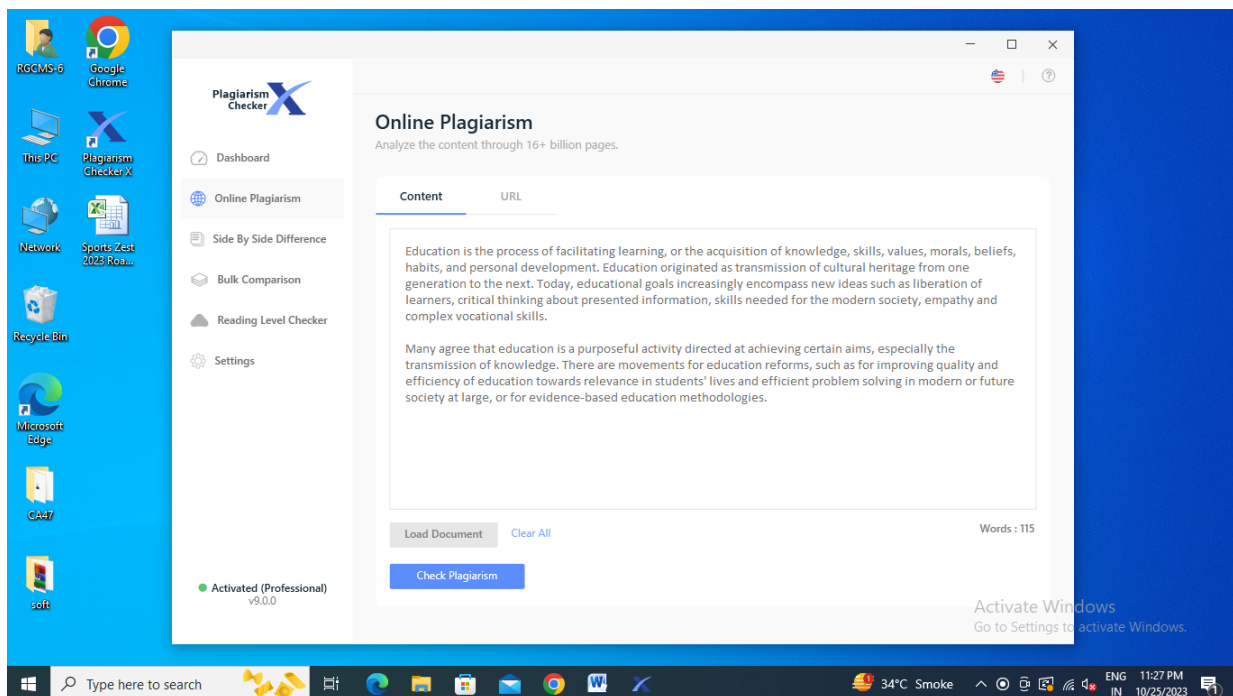 RGCMS-6
Google
Chrome
This PC
Plagiarism
Checker X
Network
Sports Zest
2023 Roa...
Recycle Bin
Microsoft
Edge
CA47
soft
Plagiarism
Checker
X
Dashboard
Online Plagiarism
Side By Side Difference
Bulk Comparison
Reading Level Checker
Settings
Activated (Professional)
v9.0.0
Online Plagiarism
Analyze the content through 16+ billion pages.
Content
URL
Education is the process of facilitating learning, or the acquisition of knowledge, skills, values, morals, beliefs,
habits, and personal development. Education originated as transmission of cultural heritage from one
generation to the next. Today, educational goals increasingly encompass new ideas such as liberation of
learners, critical thinking about presented information, skills needed for the modern society, empathy and
complex vocational skills.
Many agree that education is a purposeful activity directed at achieving certain aims, especially the
transmission of knowledge. There are movements for education reforms, such as for improving quality and
efficiency of education towards relevance in students' lives and efficient problem solving in modern or future
society at large, or for evidence-based education methodologies.
Load Document
Clear All
Words : 115
Check Plagiarism
Activate Windows
Go to Settings to activate Windows.
Type here to search
34°C Smoke
ENG
IN
11:27 PM
10/25/2023